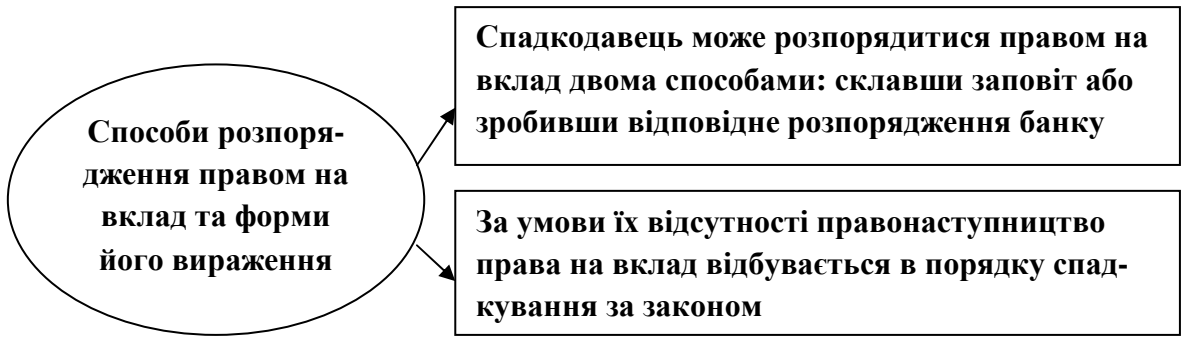 Способи розпоря-
дження правом на
вклад та форми
його вираження
Спадкодавець може розпорядитися правом на
вклад двома способами: склавши заповіт або
зробивши відповідне розпорядження банку
За умови їх відсутності правонаступництво
права на вклад відбувається в порядку спад-
кування за законом